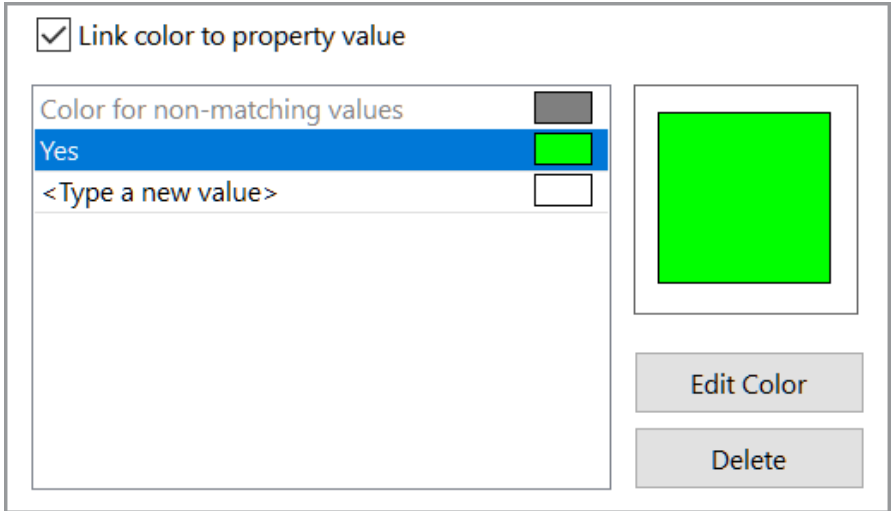 Link color to property value
Color for non-matching values
Yes
<Type a new value>
Edit Color
Delete